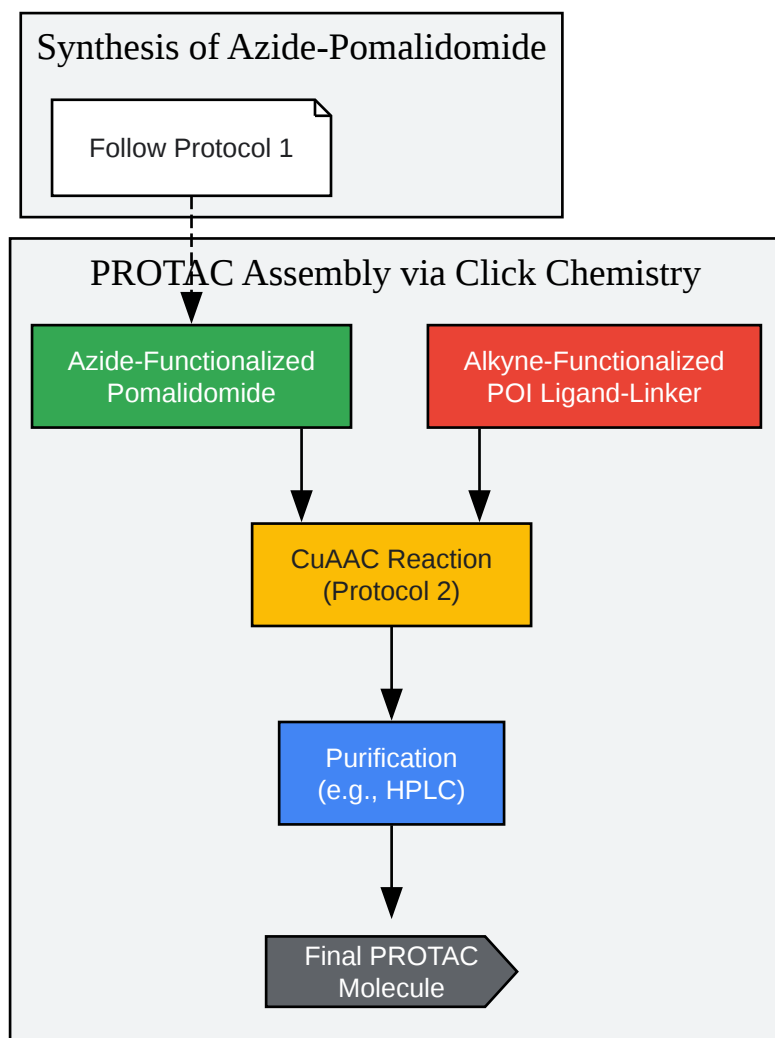 Synthesis of Azide-Pomalidomide
Follow Protocol 1
PROTAC Assembly via Click Chemistry
Azide-Functionalized
Pomalidomide
Alkyne-Functionalized
POI Ligand-Linker
CuAAC Reaction
(Protocol 2)
Purification
(e.g., HPLC)
Final PROTAC
Molecule